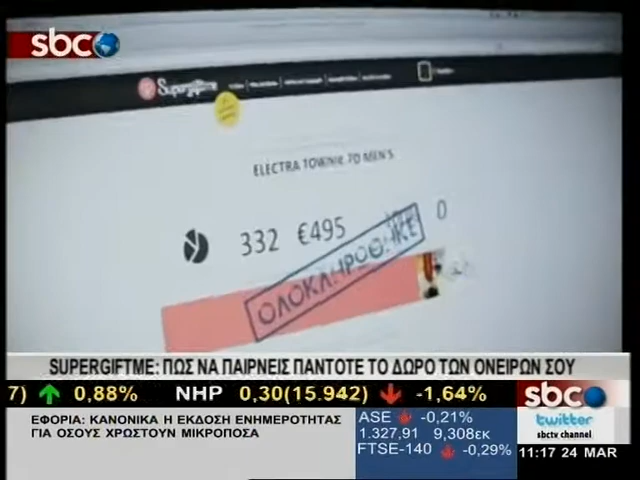 sbc
Supergiftme
ELECTRA TOWNIE 7D MEN'S
332 €495 0
ΟΛΟΚΛΗΡΩΘΗΚΕ
SUPERGIFTME: ΠΩΣ ΝΑ ΠΑΙΡΝΕΙΣ ΠΑΝΤΟΤΕ ΤΟ ΔΩΡΟ ΤΩΝ ΟΝΕΙΡΩΝ ΣΟΥ
7) 0,88% NHP 0,30(15.942) -1,64%
sbc
ΕΦΟΡΙΑ: ΚΑΝΟΝΙΚΑ Η ΕΚΔΟΣΗ ΕΝΗΜΕΡΟΤΗΤΑΣ
ΓΙΑ ΟΣΟΥΣ ΧΡΩΣΤΟΥΝ ΜΙΚΡΟΠΟΣΑ
ASE -0,21%
1.327,91 9,308εκ
FTSE-140 -0,29%
twitter
sbctv channel
11:17 24 MAR